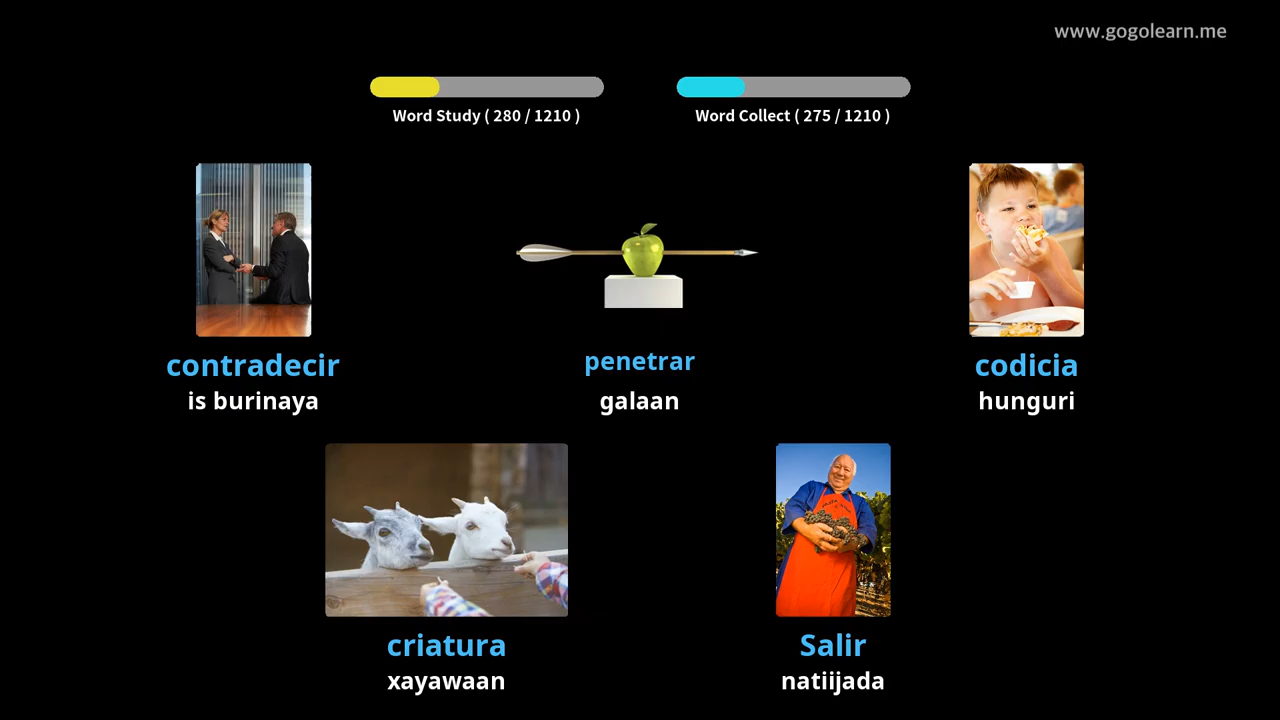 www.gogolearn.me
Word Study ( 280 / 1210 )
Word Collect ( 275 / 1210 )
contradecir
is burinaya
penetrar
galaan
codicia
hunguri
criatura
xayawaan
Salir
natiijada